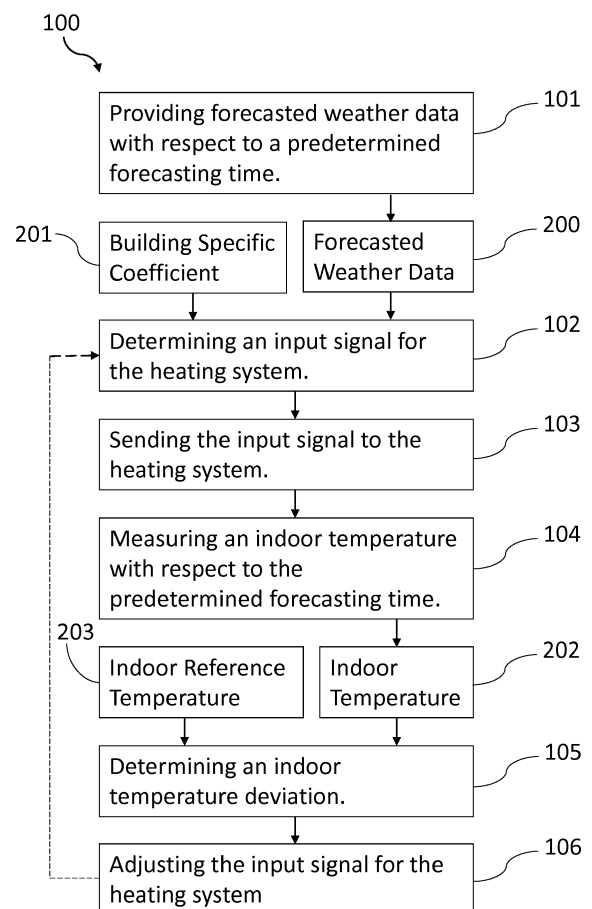 100
Providing forecasted weather data
with respect to a predetermined
forecasting time.
101
201
Building Specific
Coefficient
Forecasted
Weather Data
200
Determining an input signal for
the heating system.
102
Sending the input signal to the
heating system.
103
Measuring an indoor temperature
with respect to the
predetermined forecasting time.
104
203
Indoor Reference
Temperature
Indoor
Temperature
202
Determining an indoor
temperature deviation.
105
Adjusting the input signal for the
heating system
106